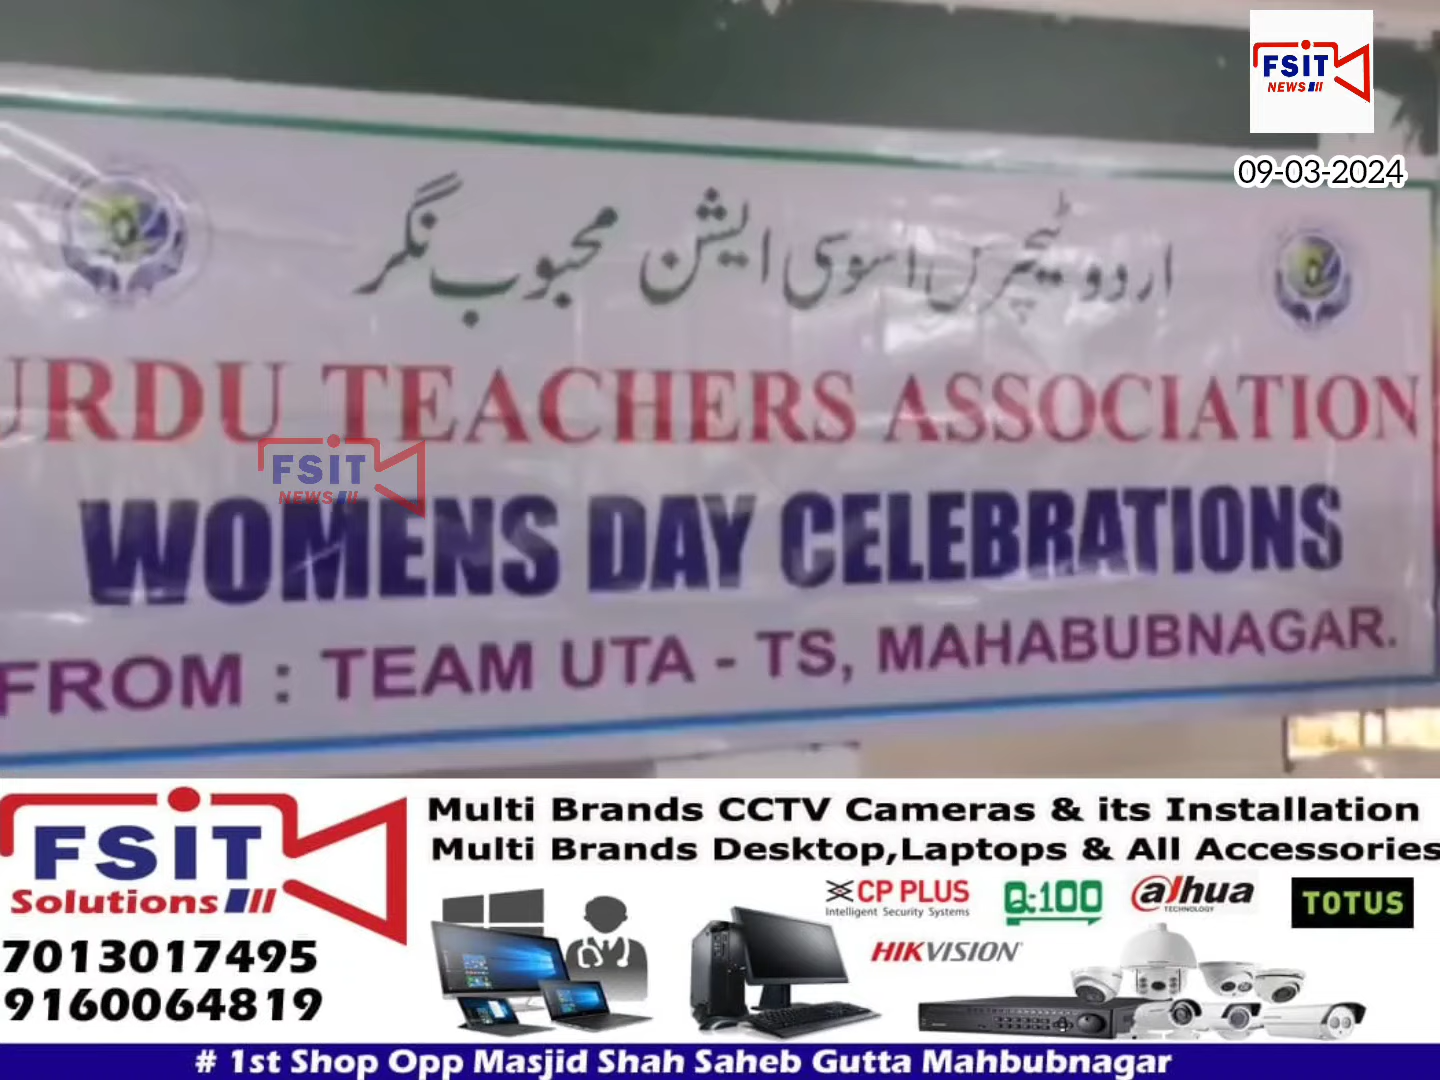 FSiT
NEWS
09-03-2024
اردو ٹیچرس اسوسی ایشن محبوب نگر
URDU TEACHERS ASSOCIATION
FSiT
NEWS
WOMENS DAY CELEBRATIONS
FROM : TEAM UTA - TS, MAHABUBNAGAR.
FSiT
Solutions
7013017495
9160064819
Multi Brands CCTV Cameras & its Installation
Multi Brands Desktop,Laptops & All Accessories
CP PLUS
Intelligent Security Systems
Q:100
alhua
TECHNOLOGY
TOTUS
HIKVISION
# 1st Shop Opp Masjid Shah Saheb Gutta Mahbubnagar